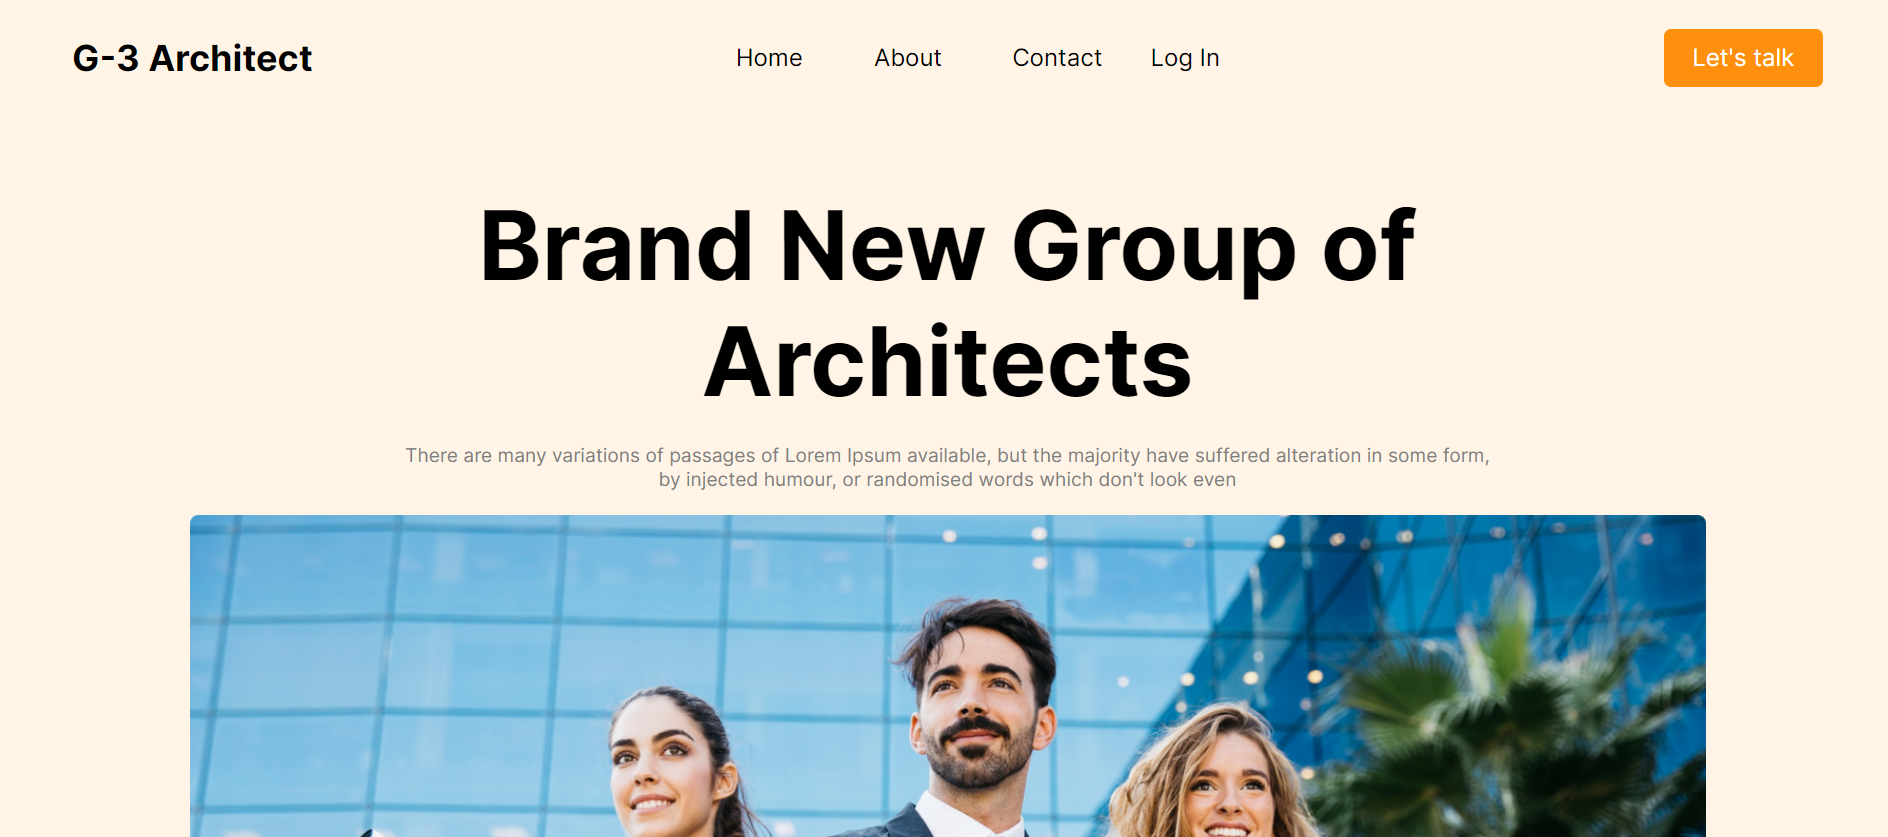 G-3 Architect
Home About Contact Log In
Let's talk
Brand New Group of
Architects
There are many variations of passages of Lorem Ipsum available, but the majority have suffered alteration in some form,
by injected humour, or randomised words which don't look even